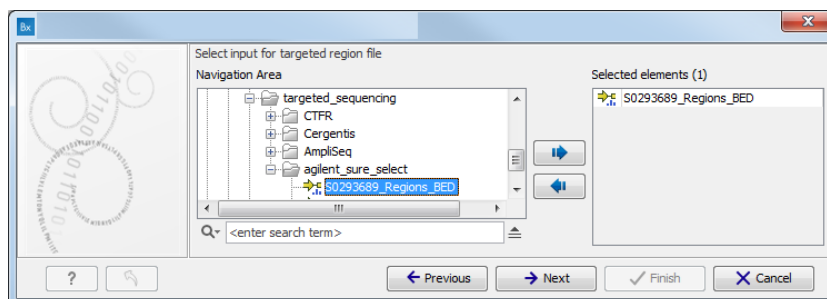 Bx
Select input for targeted region file
Navigation Area
targeted_sequencing
CTFR
Cergentis
AmpliSeq
agilent_sure_select
S0293689_Regions_BED
<enter search term>
Selected elements (1)
S0293689_Regions_BED
?
Previous
Next
Finish
Cancel